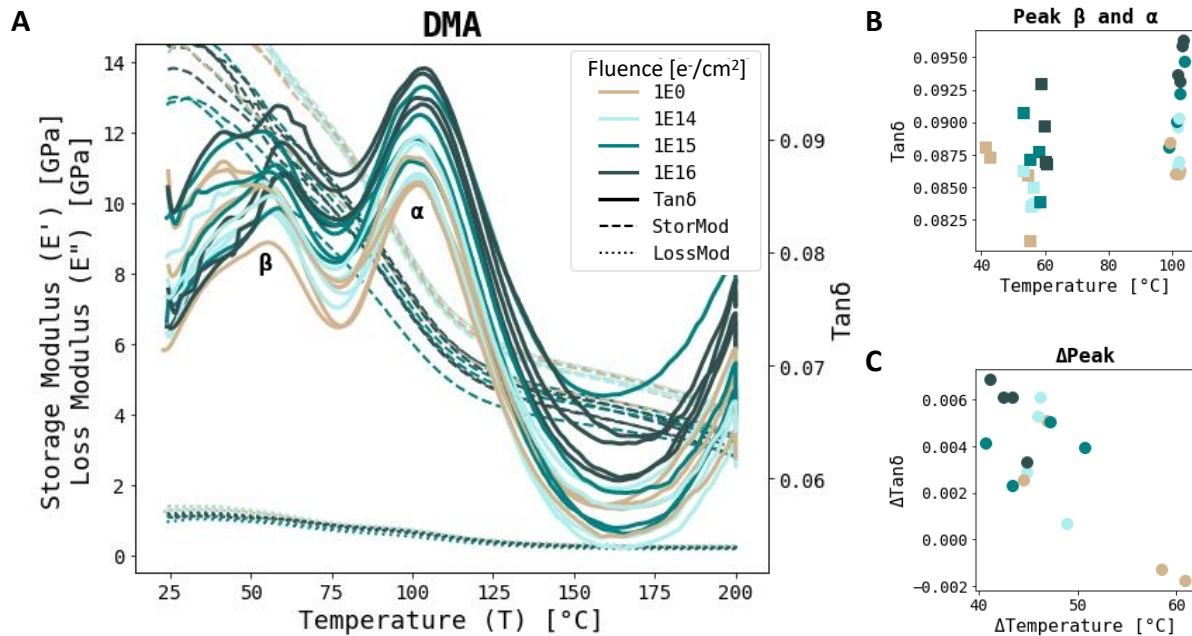 A
DMA
Storage Modulus (E') [GPa]
Loss Modulus (E") [GPa]
14
12
10
8
6
4
2
0
25
50
75
100
125
150
175
200
Temperature (T) [°C]
0.09
0.08
0.07
0.06
Tanδ
β
α
Fluence [e⁻/cm²]
1E0
1E14
1E15
1E16
Tanδ
StorMod
LossMod
B
Peak β and α
Tanδ
0.0950
0.0925
0.0900
0.0875
0.0850
0.0825
40
60
80
100
Temperature [°C]
C
ΔPeak
ΔTanδ
0.006
0.004
0.002
0.000
−0.002
40
50
60
ΔTemperature [°C]